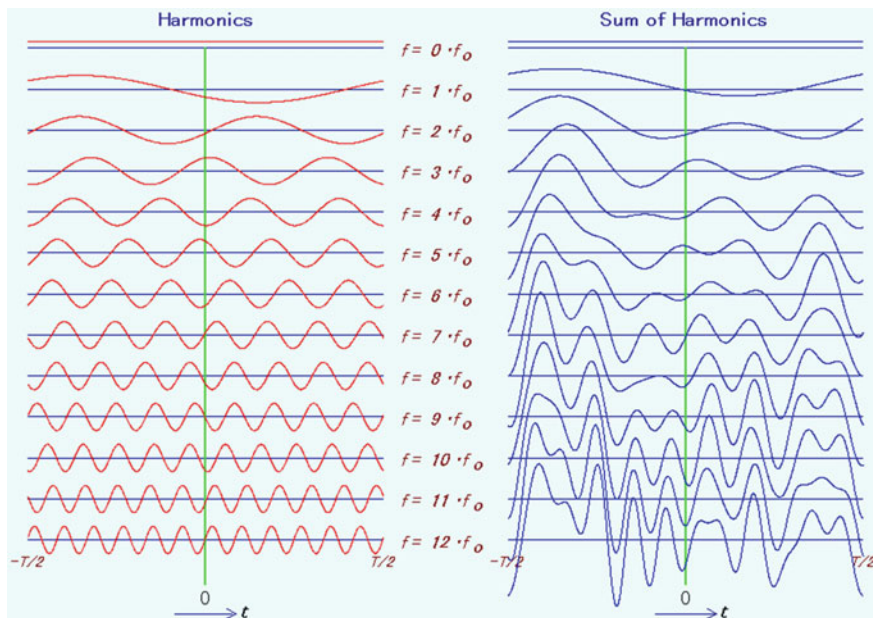 Harmonics
Sum of Harmonics
f = 0 · fo
f = 1 · fo
f = 2 · fo
f = 3 · fo
f = 4 · fo
f = 5 · fo
f = 6 · fo
f = 7 · fo
f = 8 · fo
f = 9 · fo
f = 10 · fo
f = 11 · fo
f = 12 · fo
-T/2
T/2
-T/2
T/2
0
0
t
t